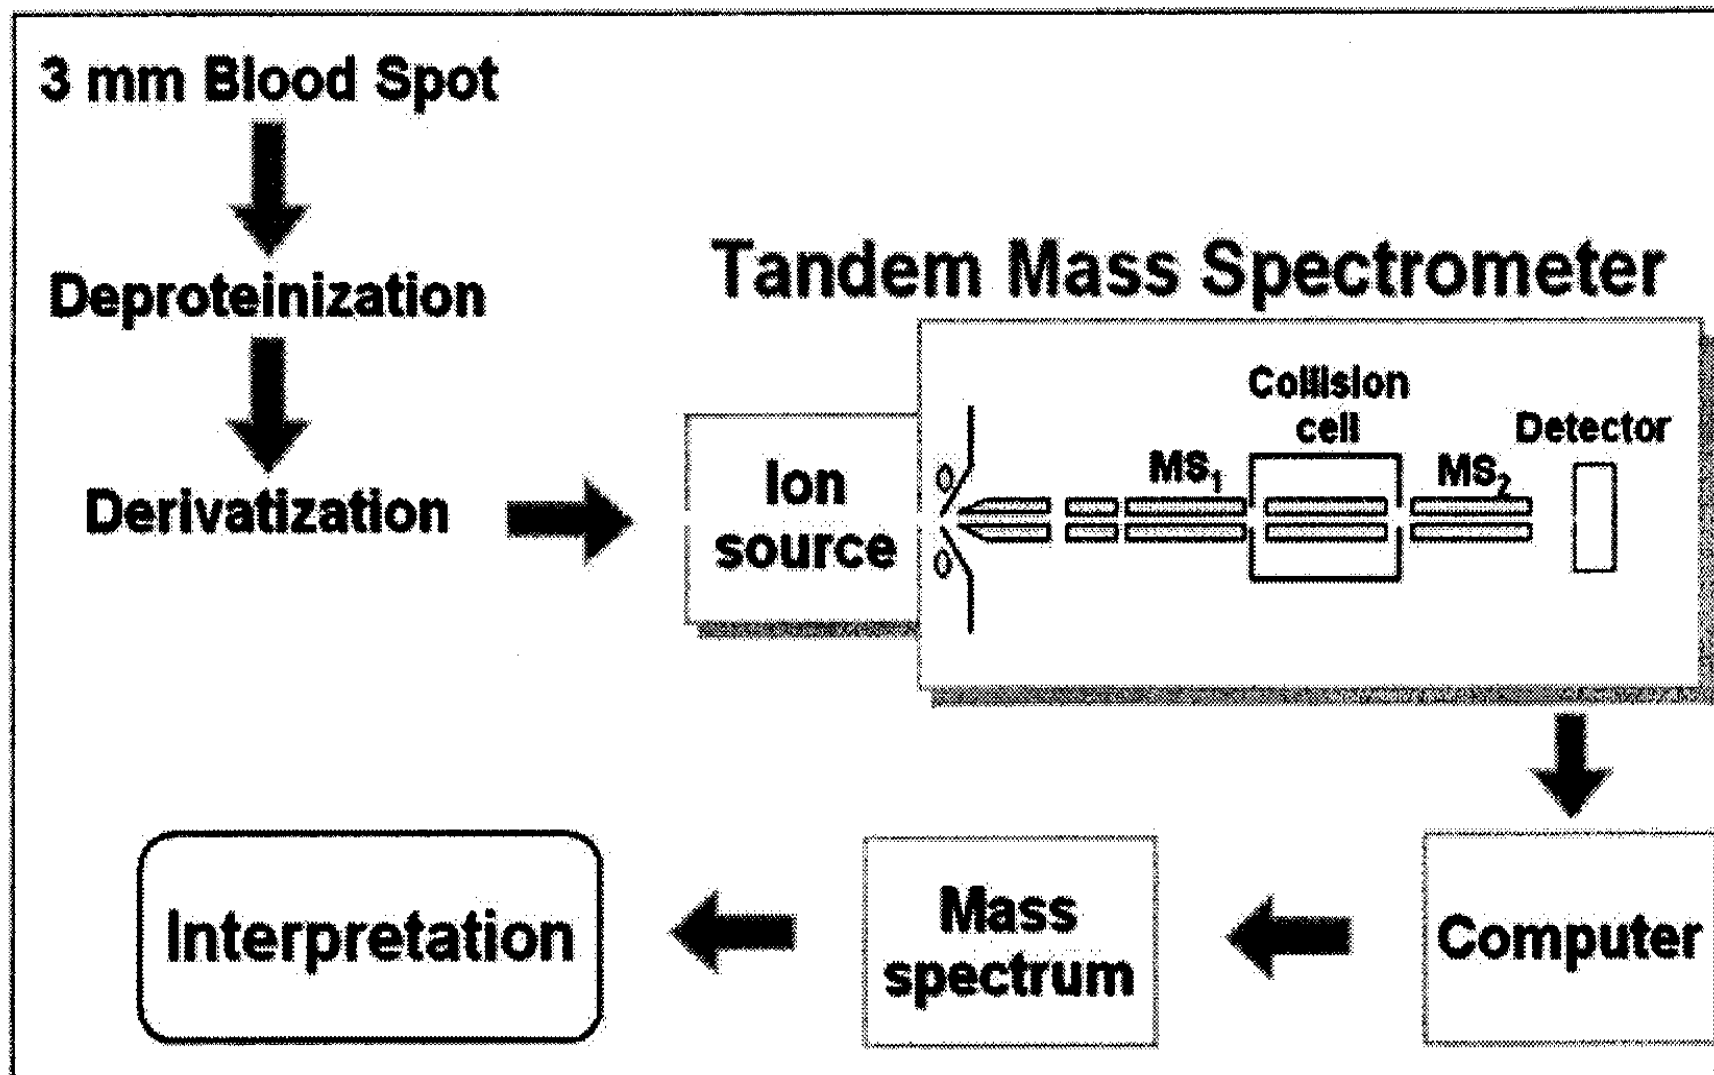 3 mm Blood Spot
Deproteinization
Derivatization
Tandem Mass Spectrometer
Ion
source
Collision
cell
Detector
MS₁
MS₂
Computer
Mass
spectrum
Interpretation